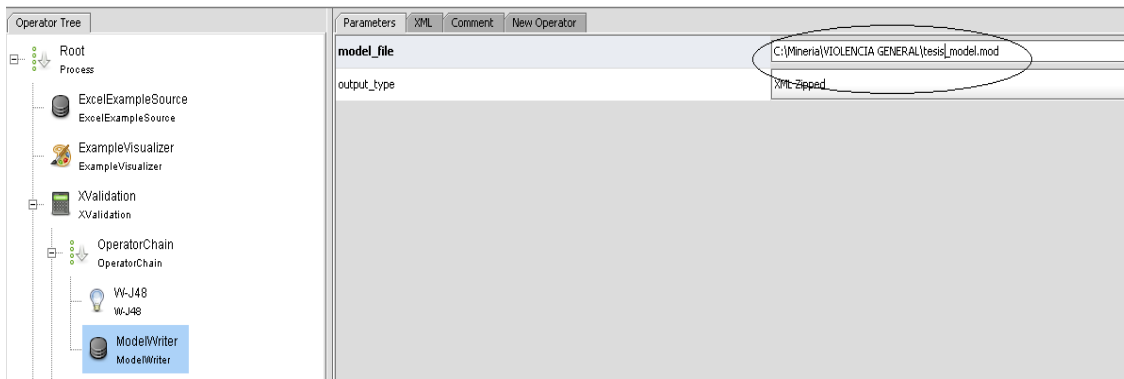 Operator Tree
Root
Process
ExcelExampleSource
ExcelExampleSource
ExampleVisualizer
ExampleVisualizer
XValidation
XValidation
OperatorChain
OperatorChain
W-J48
W-J48
ModelWriter
ModelWriter
Parameters XML Comment New Operator
model_file C:\Mineria\VIOLENCIA GENERAL\tesis_model.mod
output_type XML Zipped